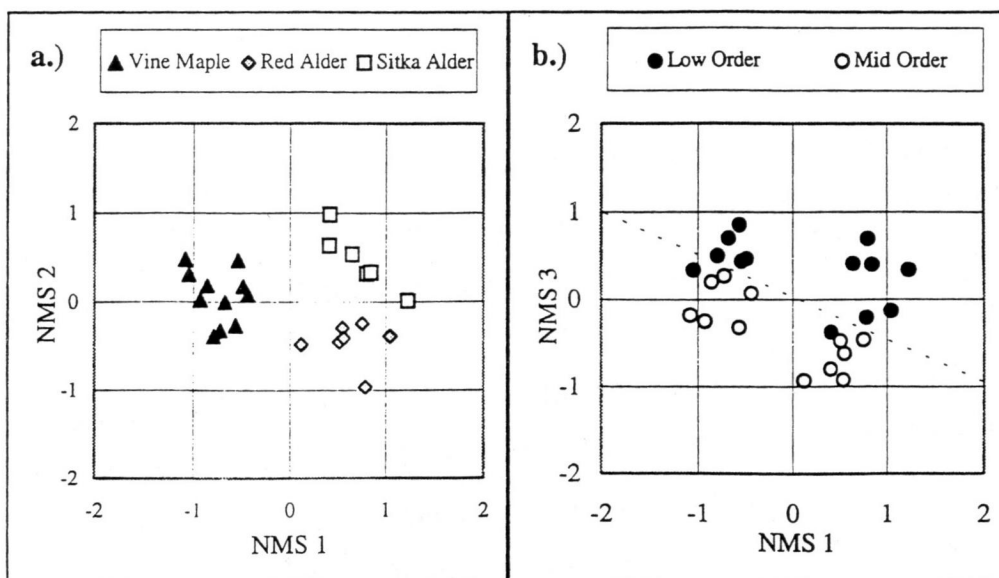 a.)
Vine Maple Red Alder Sitka Alder
2
1
0
-1
-2
NMS 2
-2 -1 0 1 2
NMS 1
b.)
Low Order Mid Order
2
1
0
-1
-2
NMS 3
-2 -1 0 1 2
NMS 1